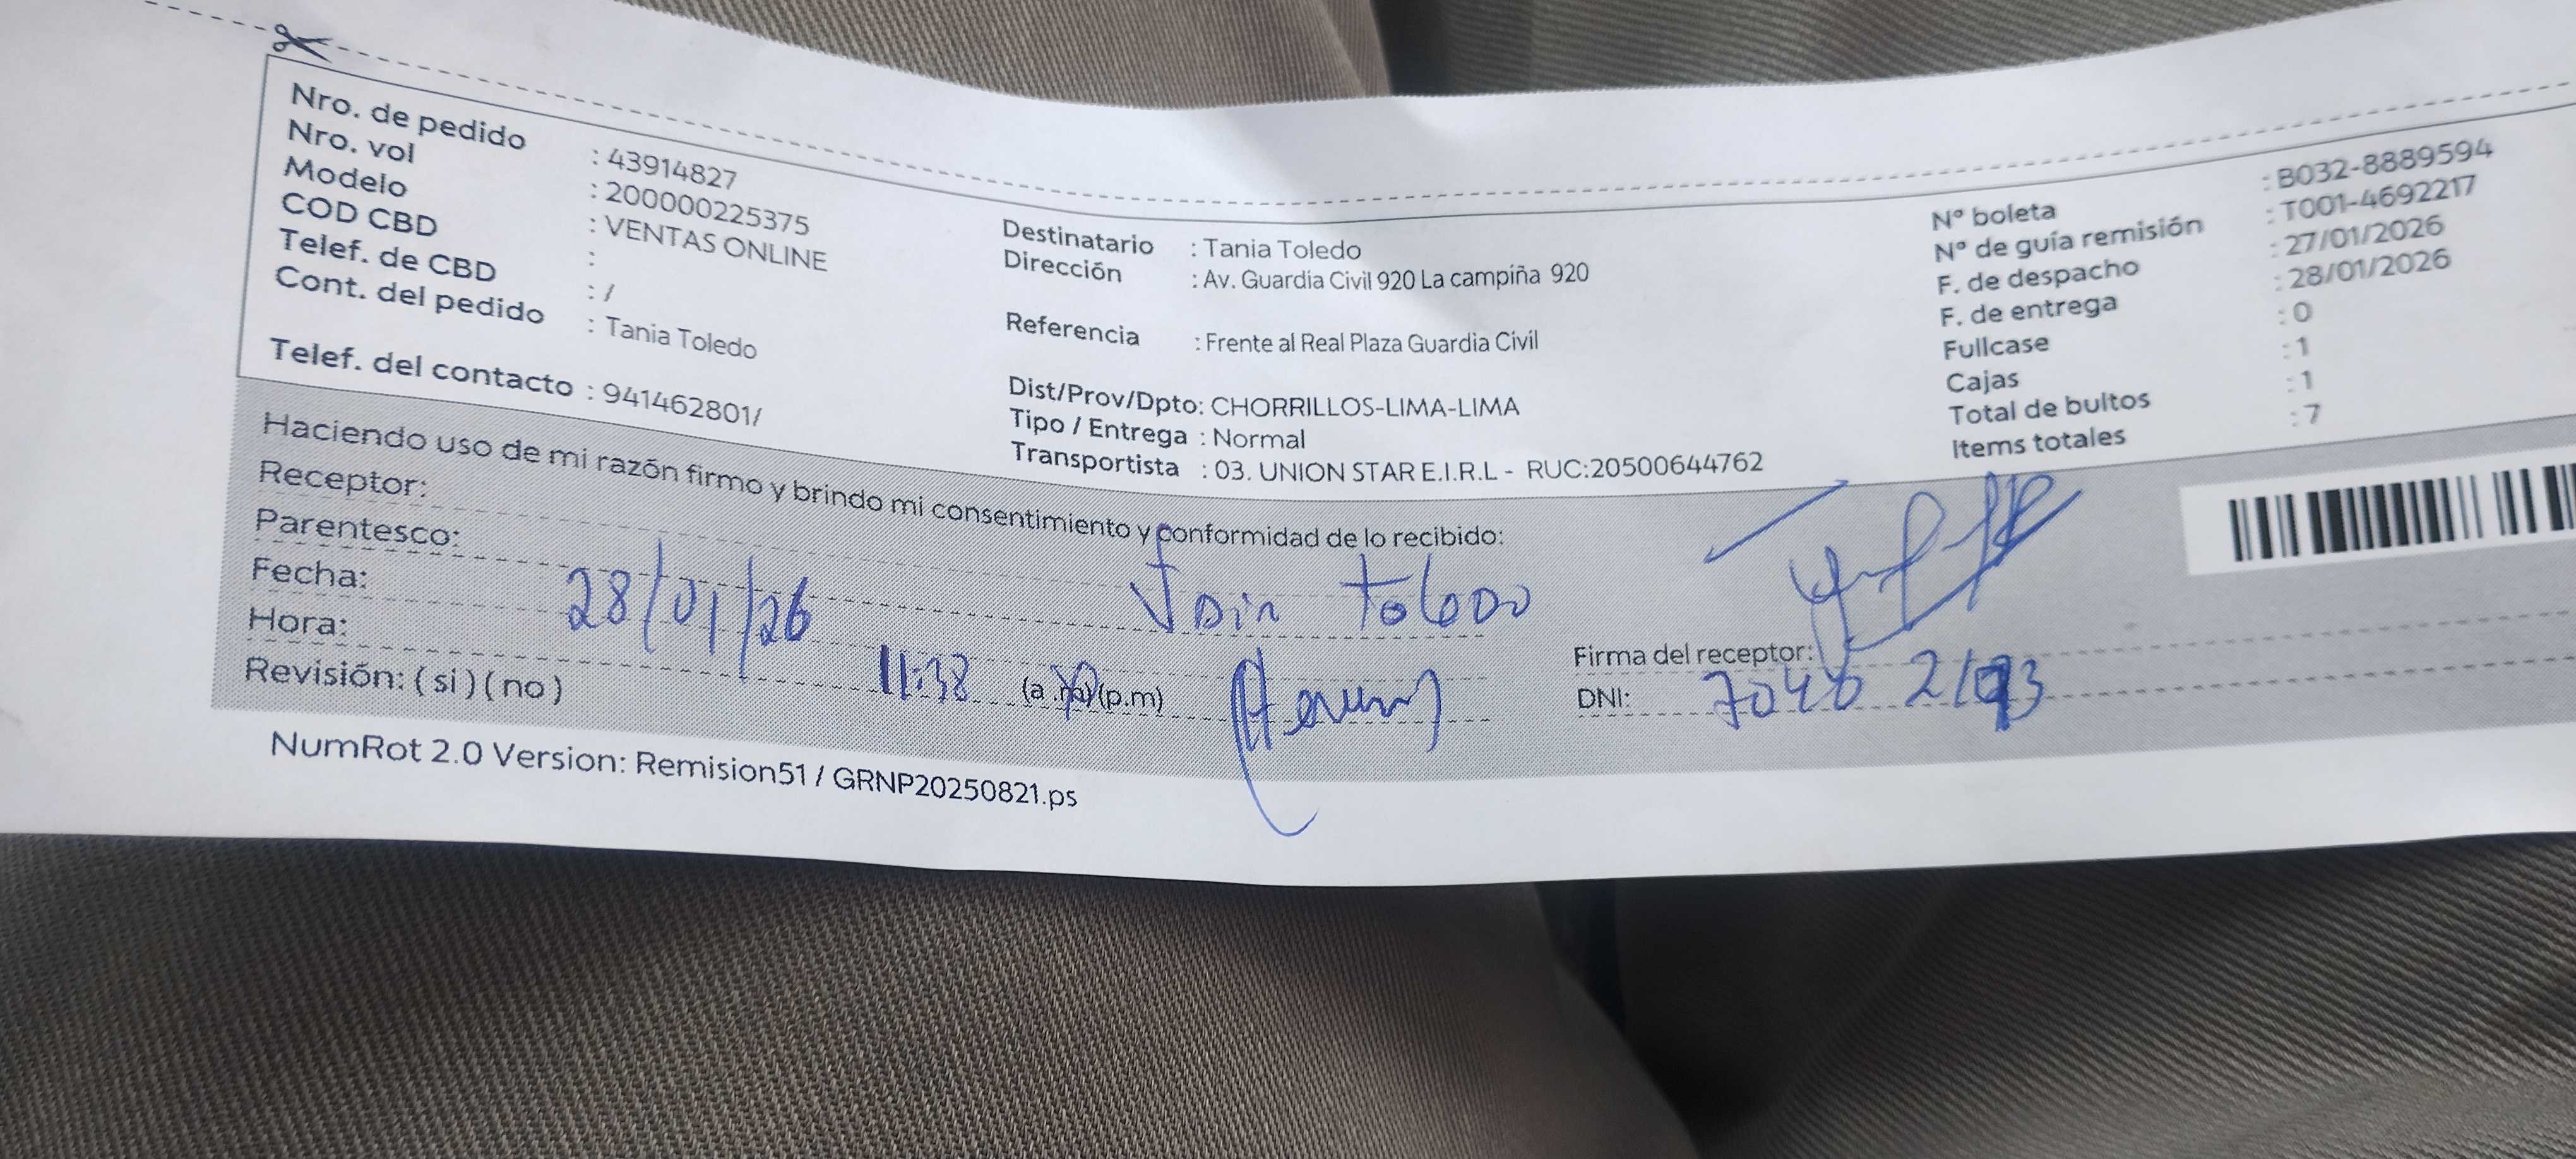 Nro. de pedido : 43914827
Nro. vol : 200000225375
Modelo : VENTAS ONLINE
COD CBD :
Telef. de CBD : /
Cont. del pedido : Tania Toledo
Telef. del contacto : 941462801/
Destinatario : Tania Toledo
Dirección : Av. Guardia Civil 920 La campiña 920
Referencia : Frente al Real Plaza Guardia Civil
Dist/Prov/Dpto: CHORRILLOS-LIMA-LIMA
Tipo / Entrega : Normal
Transportista : 03. UNION STAR E.I.R.L - RUC:20500644762
Nº boleta : B032-8889594
Nº de guía remisión : T001-4692217
F. de despacho : 27/01/2026
F. de entrega : 28/01/2026
Fullcase : 0
Cajas : 1
Total de bultos : 1
Items totales : 7
Haciendo uso de mi razón firmo y brindo mi consentimiento y conformidad de lo recibido:
Receptor: Toledo
Parentesco:
Fecha: 28/01/26
Hora: 11:38 (a.m)(p.m)
Revisión: (si) (no)
Firma del receptor:
DNI:
NumRot 2.0 Version: Remision51 / GRNP20250821.ps